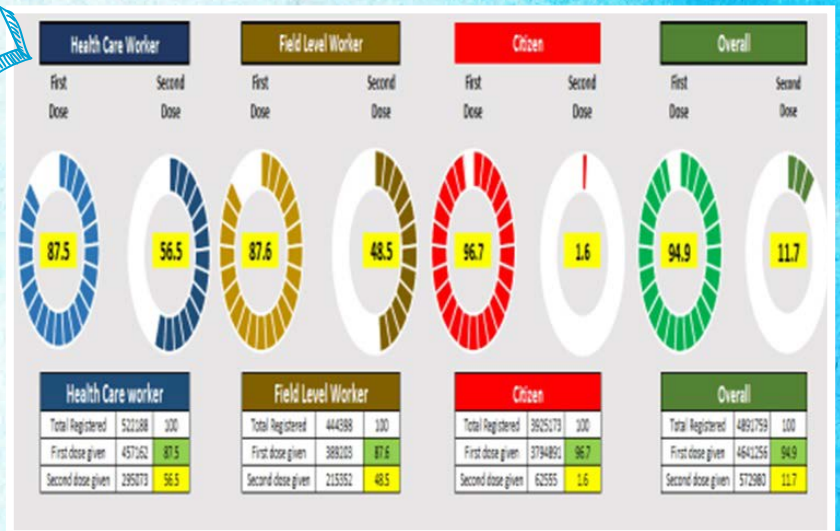 Health Care Worker
First Dose
Second Dose
87.5
56.5
Field Level Worker
First Dose
Second Dose
87.6
48.5
Citizen
First Dose
Second Dose
96.7
1.6
Overall
First Dose
Second Dose
94.9
11.7
Health Care worker
Total Registered 522188 100
First dose given 457162 87.5
Second dose given 295073 56.5
Field Level Worker
Total Registered 444398 100
First dose given 389203 87.6
Second dose given 215352 48.5
Citizen
Total Registered 3925173 100
First dose given 3794891 96.7
Second dose given 62555 1.6
Overall
Total Registered 4891759 100
First dose given 4641256 94.9
Second dose given 572980 11.7